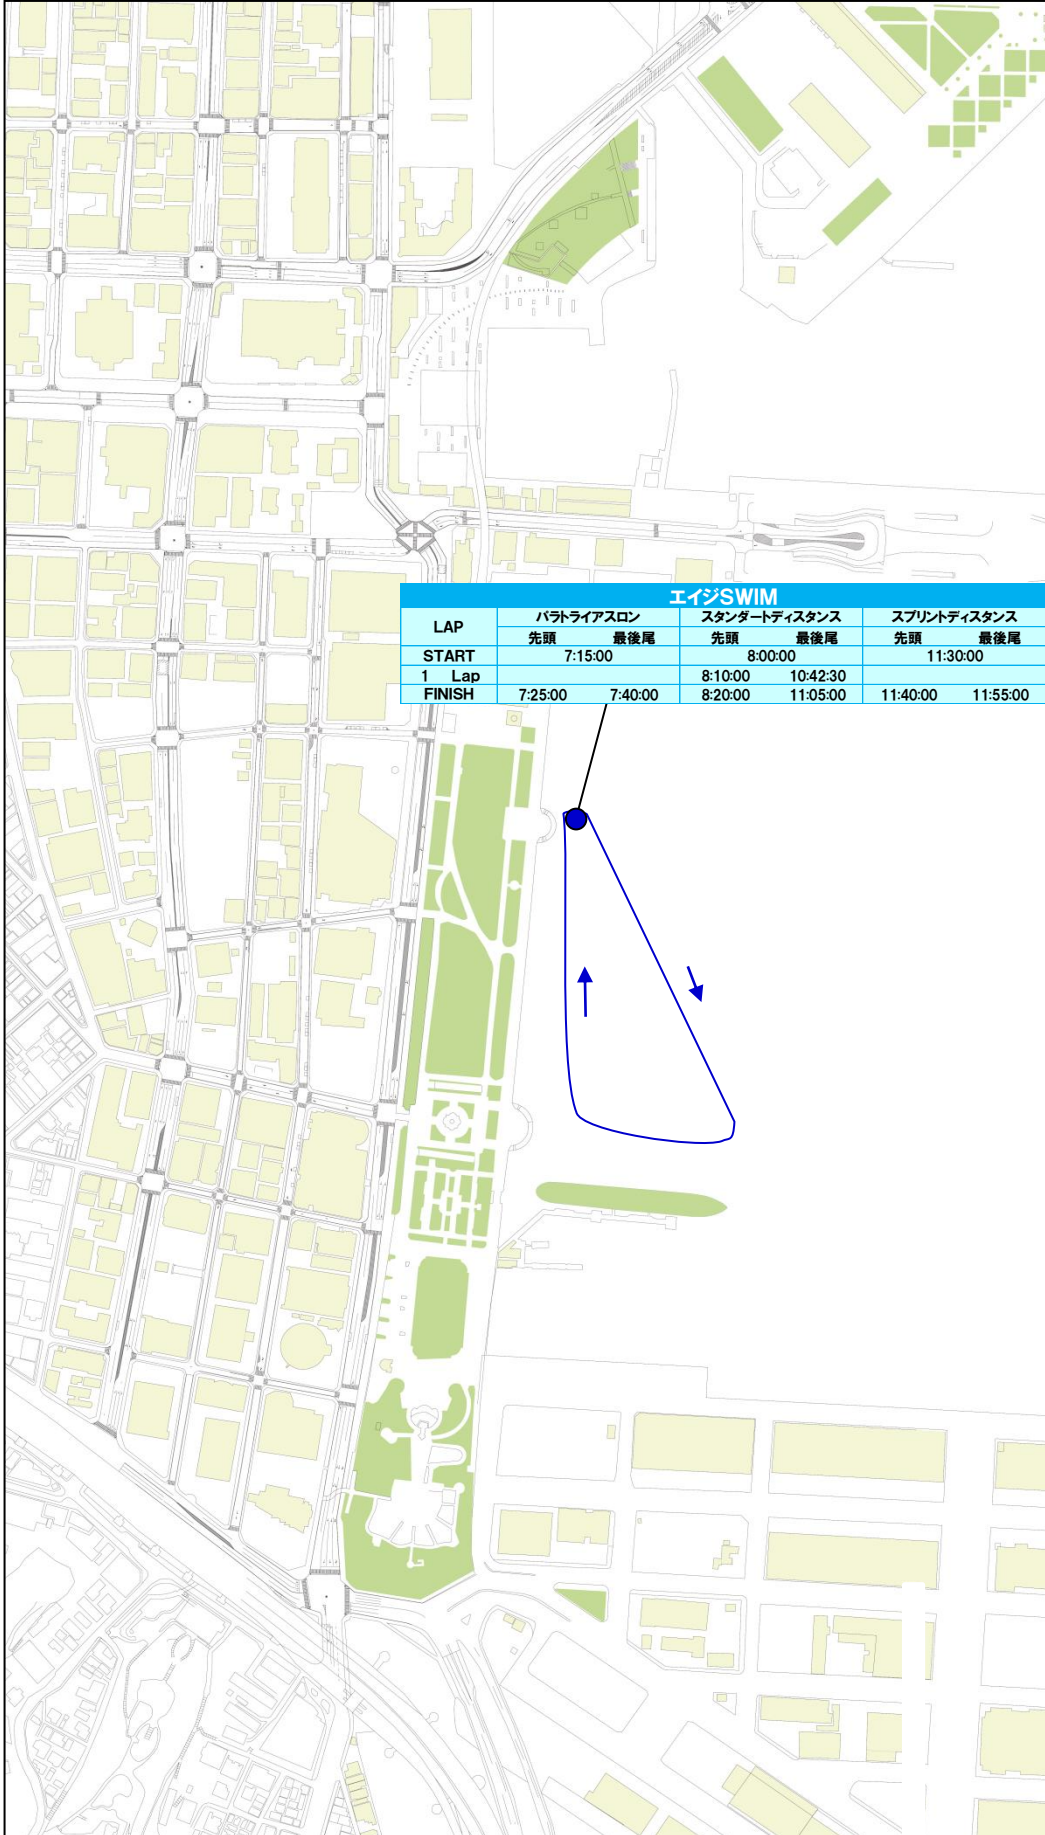 エイジSWIM
LAP パラトライアスロン スタンダートディスタンス スプリントディスタンス
先頭 最後尾 先頭 最後尾 先頭 最後尾
START 7:15:00 8:00:00 11:30:00
1 Lap 8:10:00 10:42:30
FINISH 7:25:00 7:40:00 8:20:00 11:05:00 11:40:00 11:55:00